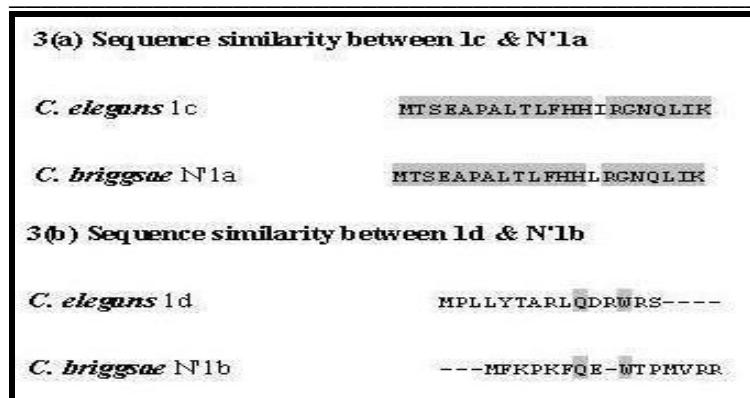 3(a) Sequence similarity between 1c & N'1a
C. elegans 1c MTSEAPALTLFHHIRGNQLIK
C. briggsae N'1a MTSEAPALTLFHHLRGNQLIK
3(b) Sequence similarity between 1d & N'1b
C. elegans 1d MPLLYTARLQDRWRS----
C. briggsae N'1b ---MFKPKFQE-WTPMVRR